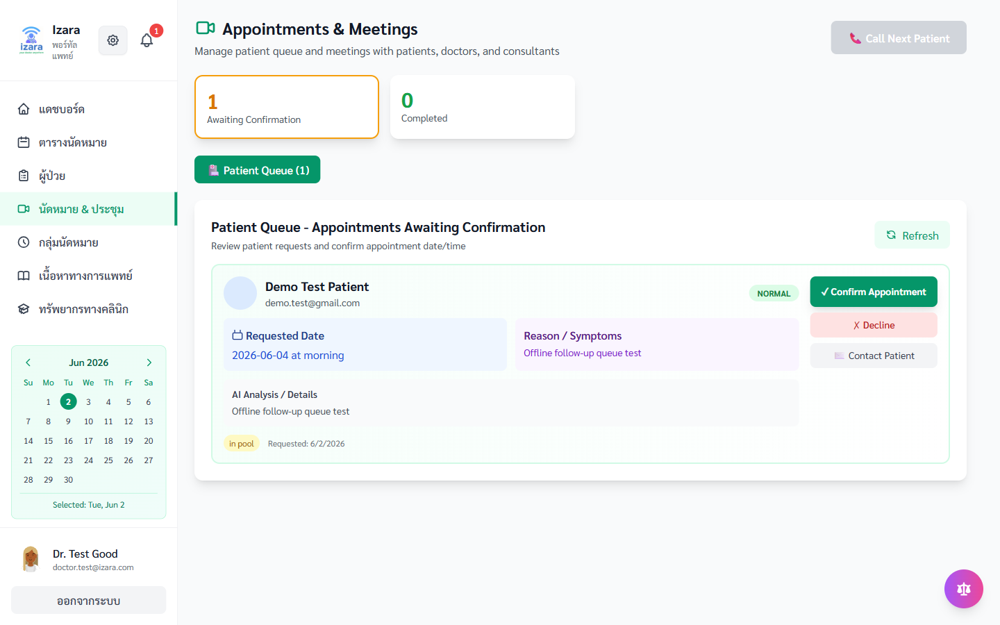 izara
Izara
พอร์ทัล
แพทย์
1
แดชบอร์ด
ตารางนัดหมาย
ผู้ป่วย
นัดหมาย & ประชุม
กลุ่มนัดหมาย
เนื้อหาทางการแพทย์
ทรัพยากรทางคลินิก
Jun 2026
Su Mo Tu We Th Fr Sa
1 2 3 4 5 6
7 8 9 10 11 12 13
14 15 16 17 18 19 20
21 22 23 24 25 26 27
28 29 30
Selected: Tue, Jun 2
Dr. Test Good
doctor.test@izara.com
ออกจากระบบ
Appointments & Meetings
Manage patient queue and meetings with patients, doctors, and consultants
Call Next Patient
1
Awaiting Confirmation
0
Completed
Patient Queue (1)
Patient Queue - Appointments Awaiting Confirmation
Review patient requests and confirm appointment date/time
Refresh
Demo Test Patient
demo.test@gmail.com
NORMAL
✓ Confirm Appointment
✗ Decline
Contact Patient
Requested Date
2026-06-04 at morning
Reason / Symptoms
Offline follow-up queue test
AI Analysis / Details
Offline follow-up queue test
in pool
Requested: 6/2/2026